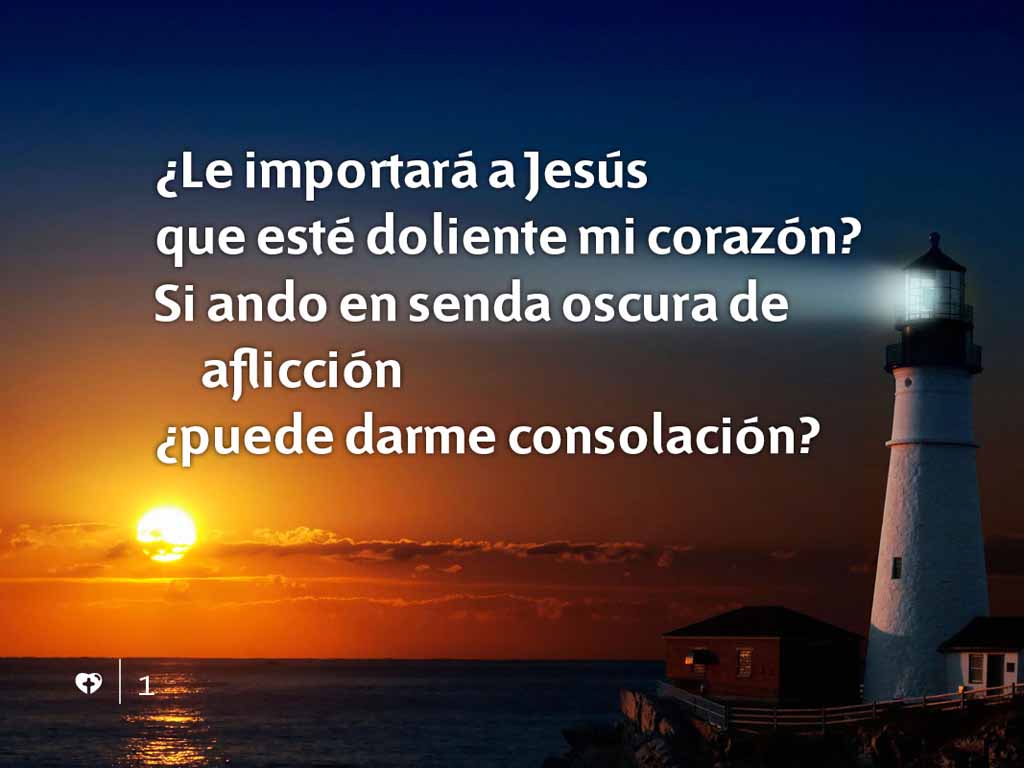 ¿Le importará a Jesús
que esté doliente mi corazón?
Si ando en senda oscura de
aflicción
¿puede darme consolación?
1